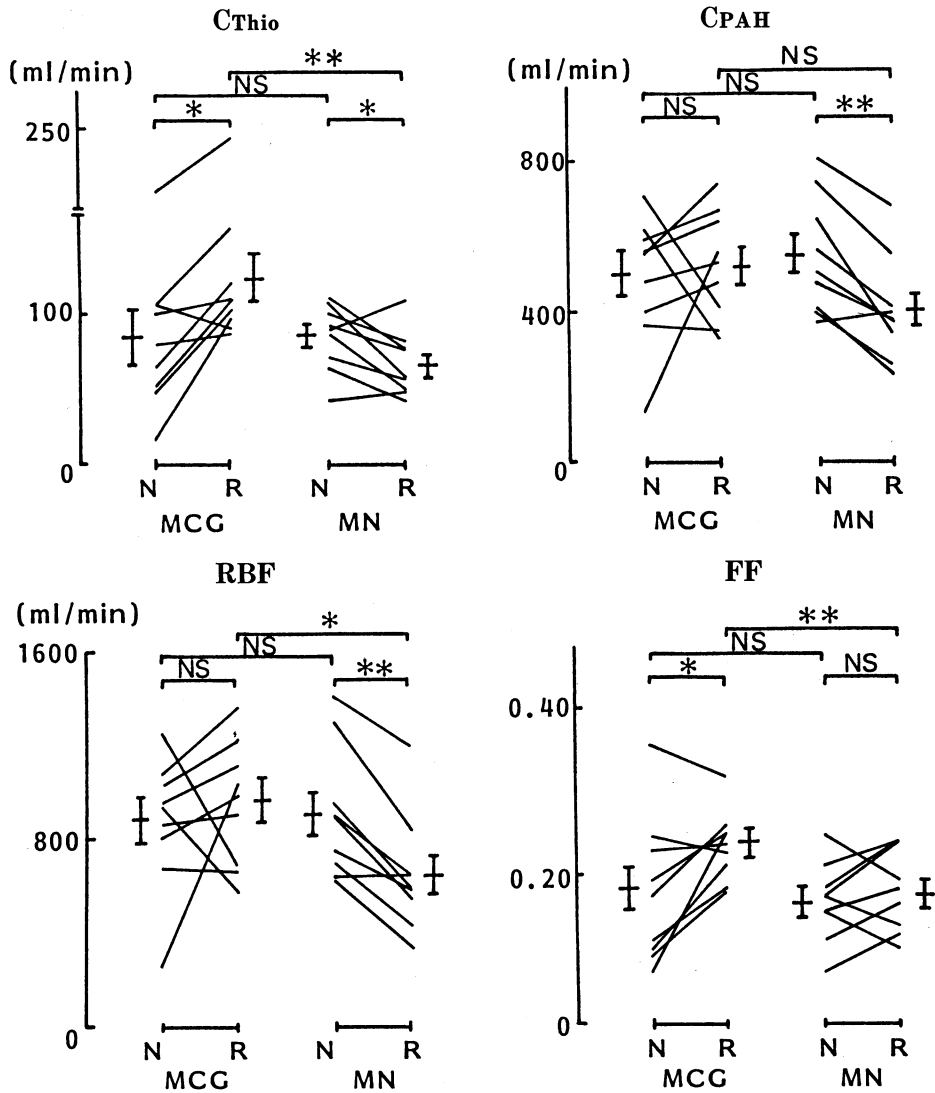 CThio
(ml/min)
**
NS
*
*
250
100
0
N R N R
MCG MN
CPAH
(ml/min)
NS
NS
NS
**
800
400
0
N R N R
MCG MN
RBF
(ml/min)
*
NS
NS
**
1600
800
0
N R N R
MCG MN
FF
**
NS
*
NS
0.40
0.20
0
N R N R
MCG MN